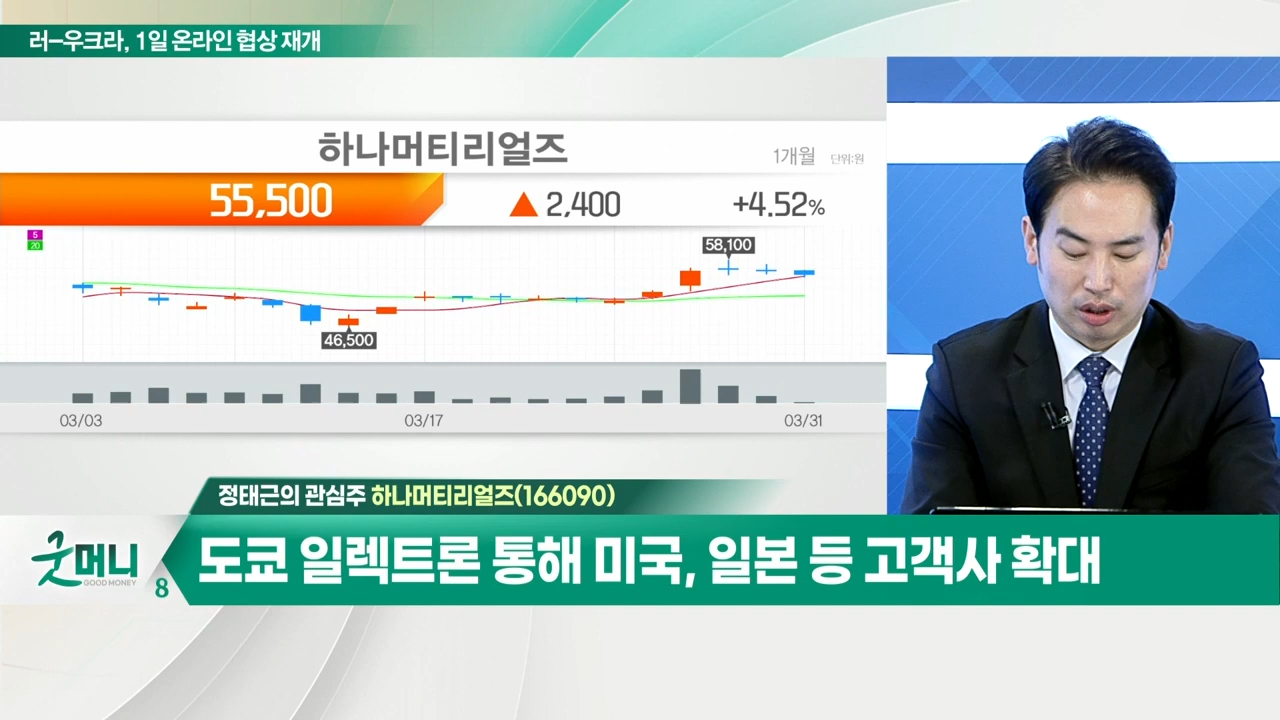 러-우크라, 1일 온라인 협상 재개
하나머티리얼즈
1개월 단위:원
55,500 ▲ 2,400 +4.52%
5
20
58,100
46,500
03/03 03/17 03/31
정태근의 관심주 하나머티리얼즈(166090)
굿머니
GOOD MONEY
8
도쿄 일렉트론 통해 미국, 일본 등 고객사 확대